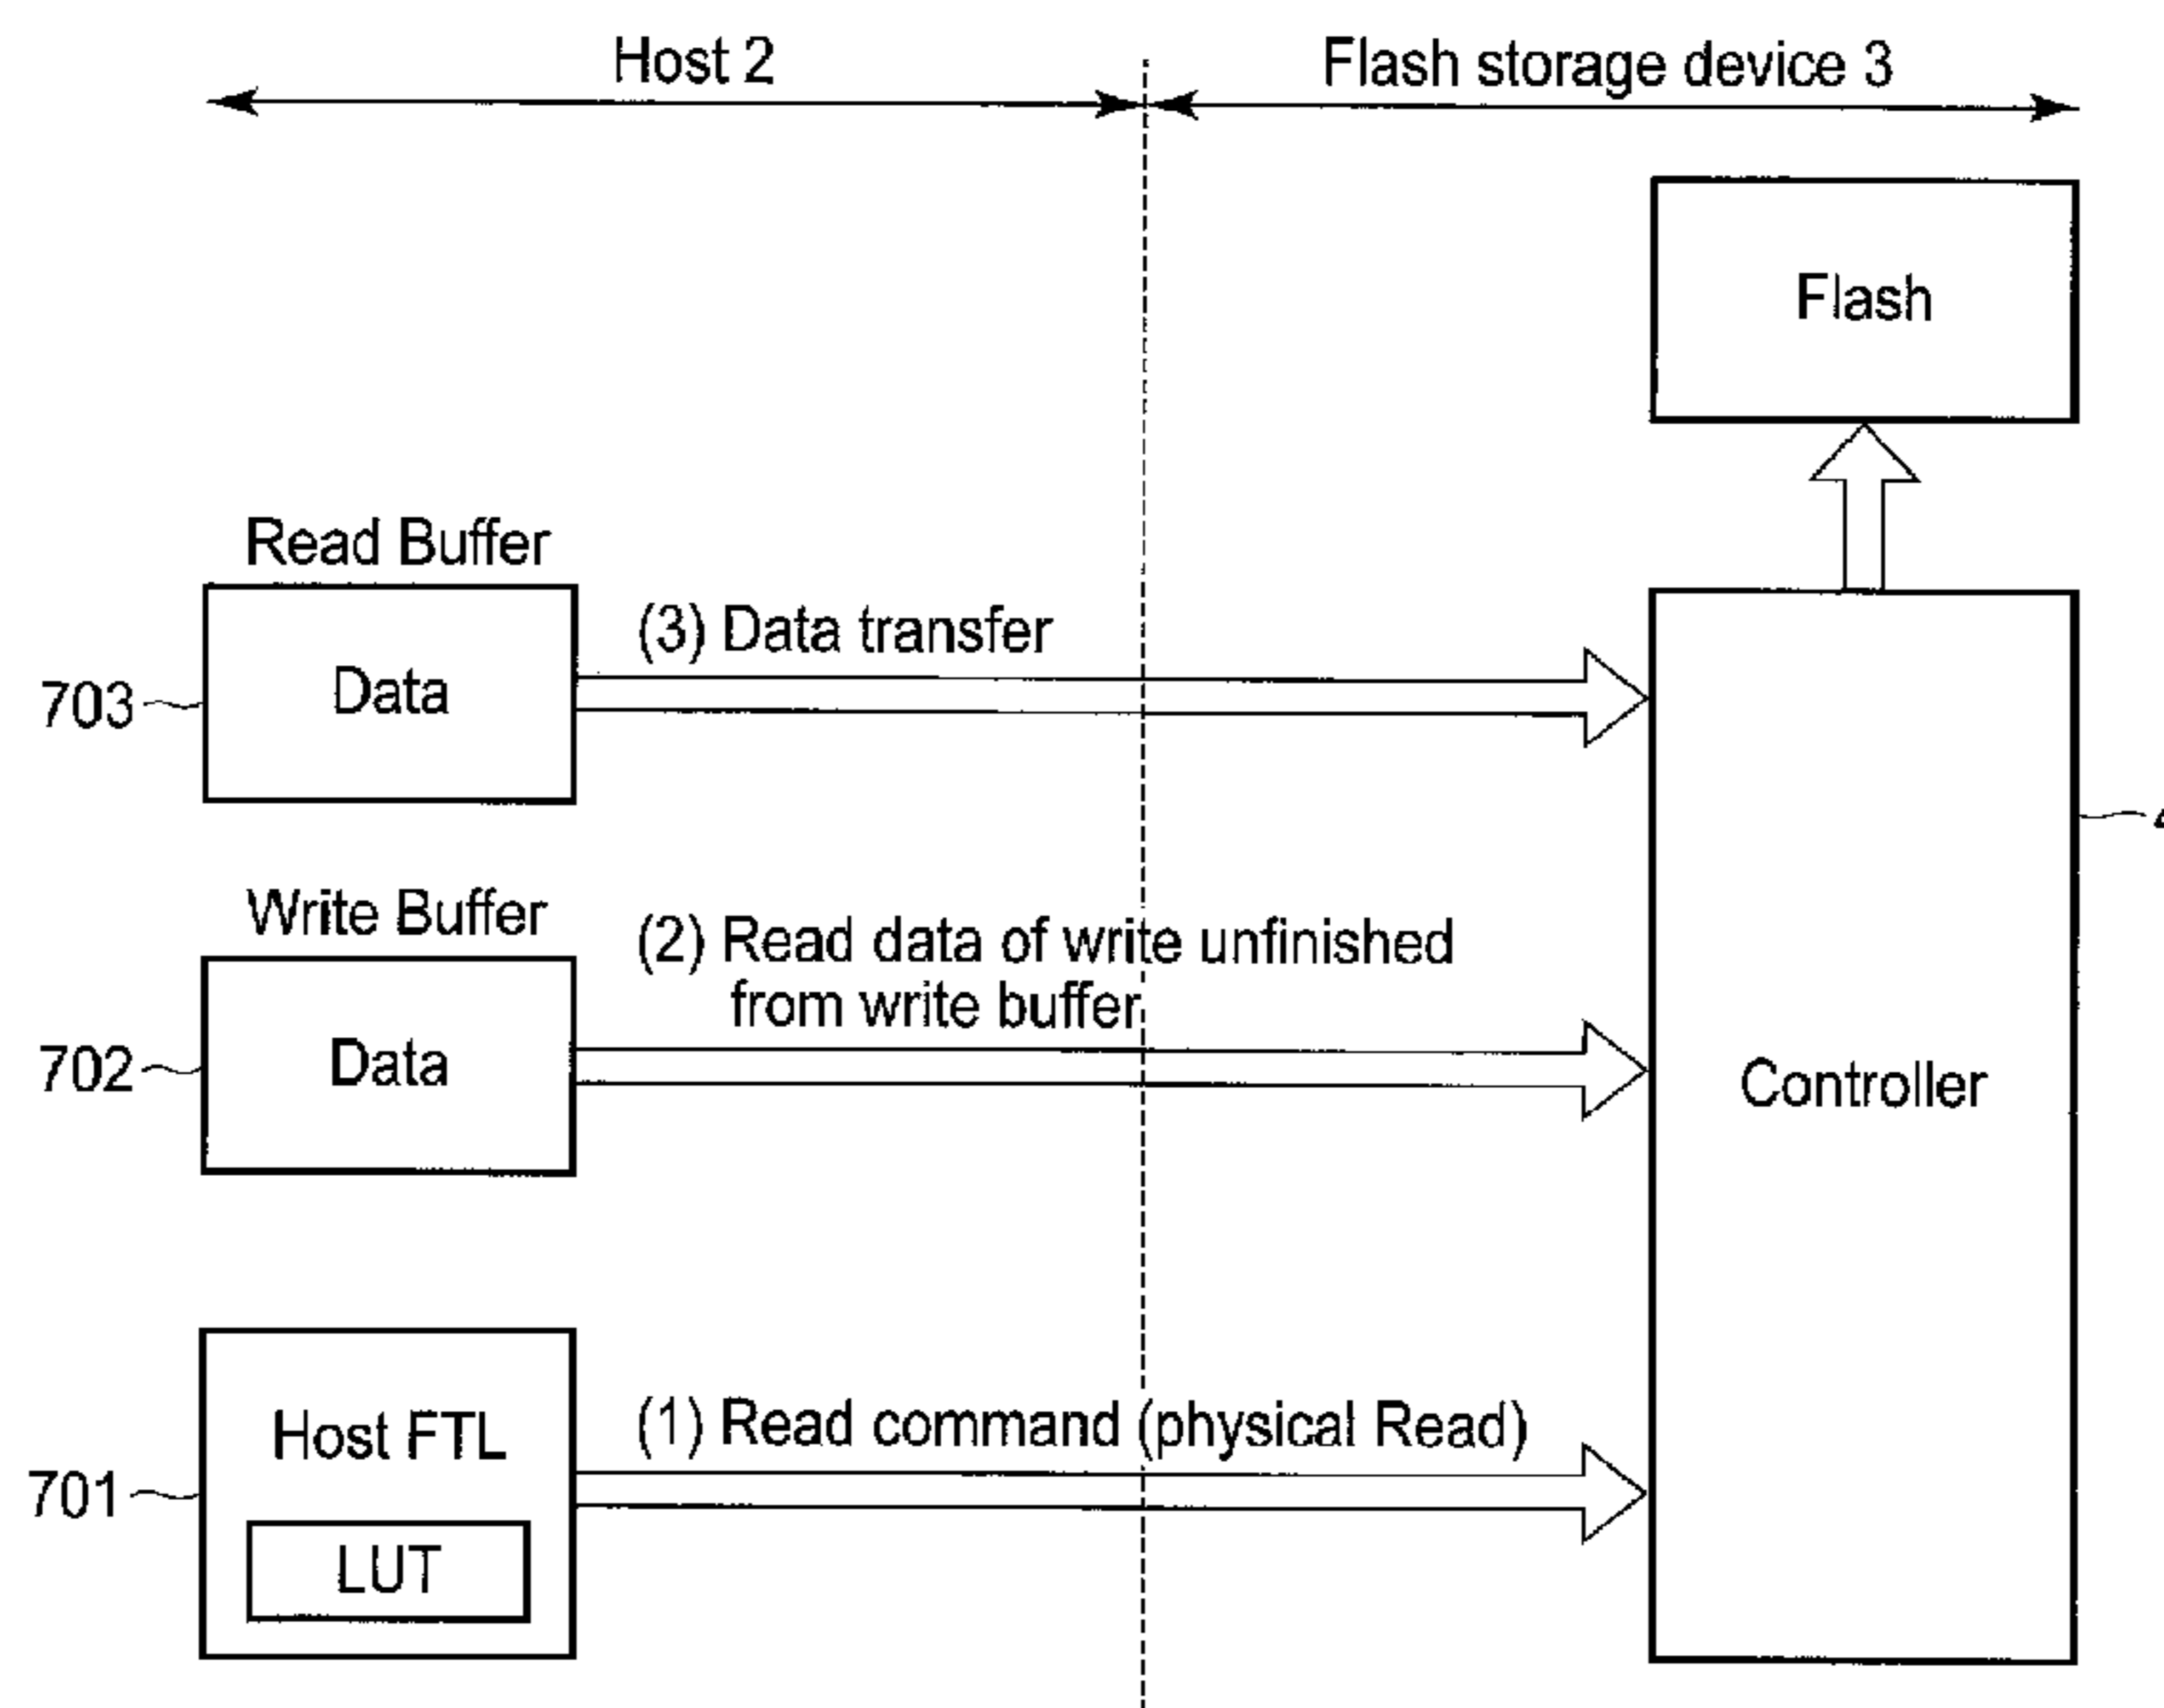 Host 2
Flash storage device 3
Flash
Read Buffer
(3) Data transfer
Data
703
Write Buffer
(2) Read data of write unfinished
from write buffer
Data
702
Controller
Host FTL
(1) Read command (physical Read)
701
LUT